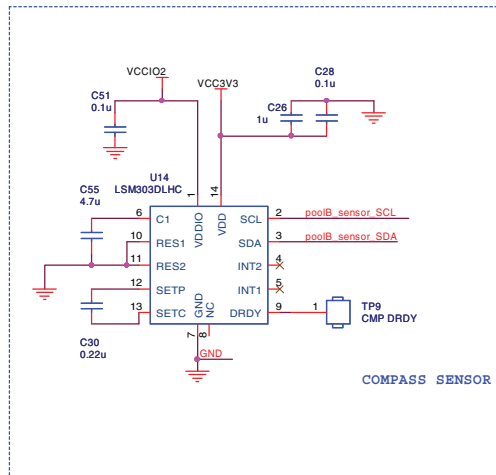 VCCIO2
VCC3V3
C51
0.1u
C28
0.1u
C26
1u
U14
LSM303DLHC
C55
4.7u
1
14
6
C1
VDDIO
VDD
SCL
2
poolB_sensor_SCL
10
RES1
SDA
3
poolB_sensor_SDA
11
RES2
INT2
4
12
SETP
INT1
5
13
SETC
GND
NC
DRDY
9
1
TP9
CMP DRDY
7
8
C30
0.22u
GND
COMPASS SENSOR